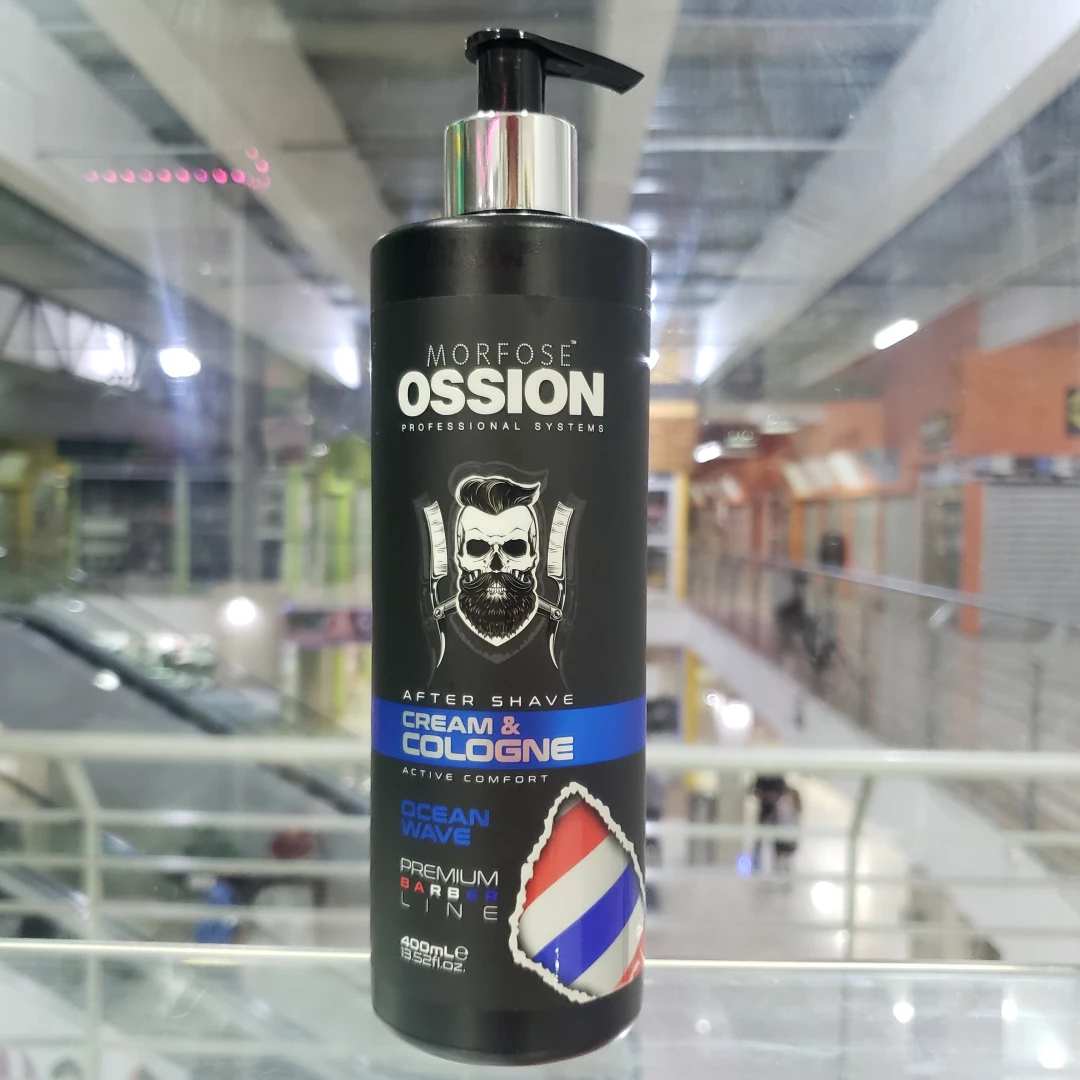 MORFOSE™
OSSION
PROFESSIONAL SYSTEMS
AFTER SHAVE
CREAM &
COLOGNE
ACTIVE COMFORT
OCEAN
WAVE
PREMIUM
BARBER
LINE
400mL℮
13.52fl.oz.